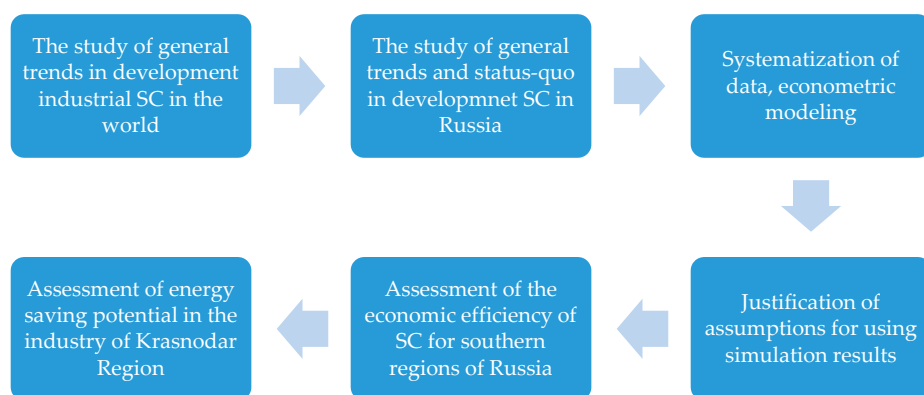 The study of general
trends in development
industrial SC in the
world
The study of general
trends and status-quo
in developmnet SC in
Russia
Systematization of
data, econometric
modeling
Justification of
assumptions for using
simulation results
Assessment of the
economic efficiency of
SC for southern
regions of Russia
Assessment of energy
saving potential in the
industry of Krasnodar
Region